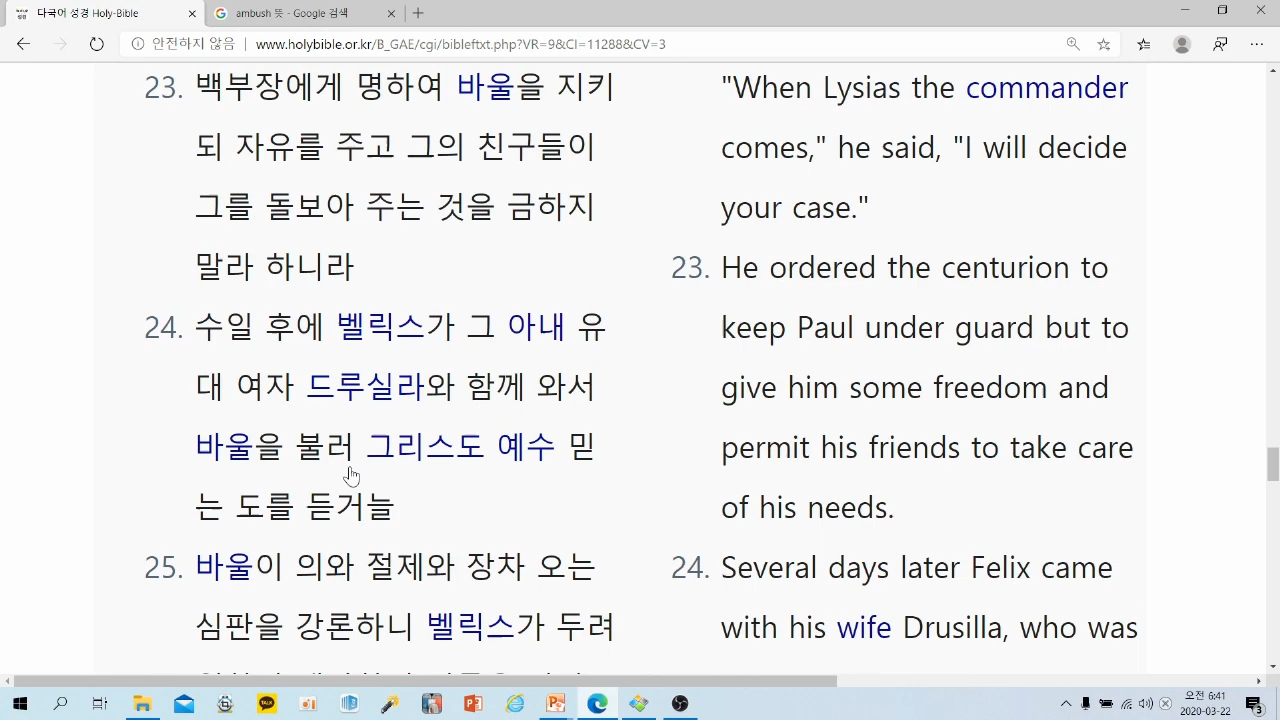 다국어 성경 Holy-Bible
ambush 뜻 - Google 검색
안전하지 않음
www.holybible.or.kr/B_GAE/cgi/bibleftxt.php?VR=9&CI=11288&CV=3
23. 백부장에게 명하여 바울을 지키
되 자유를 주고 그의 친구들이
그를 돌보아 주는 것을 금하지
말라 하니라
24. 수일 후에 벨릭스가 그 아내 유
대 여자 드루실라와 함께 와서
바울을 불러 그리스도 예수 믿
는 도를 듣거늘
25. 바울이 의와 절제와 장차 오는
심판을 강론하니 벨릭스가 두려
"When Lysias the commander
comes," he said, "I will decide
your case."
23. He ordered the centurion to
keep Paul under guard but to
give him some freedom and
permit his friends to take care
of his needs.
24. Several days later Felix came
with his wife Drusilla, who was
TALK
오전 6:41
2020-03-22
3